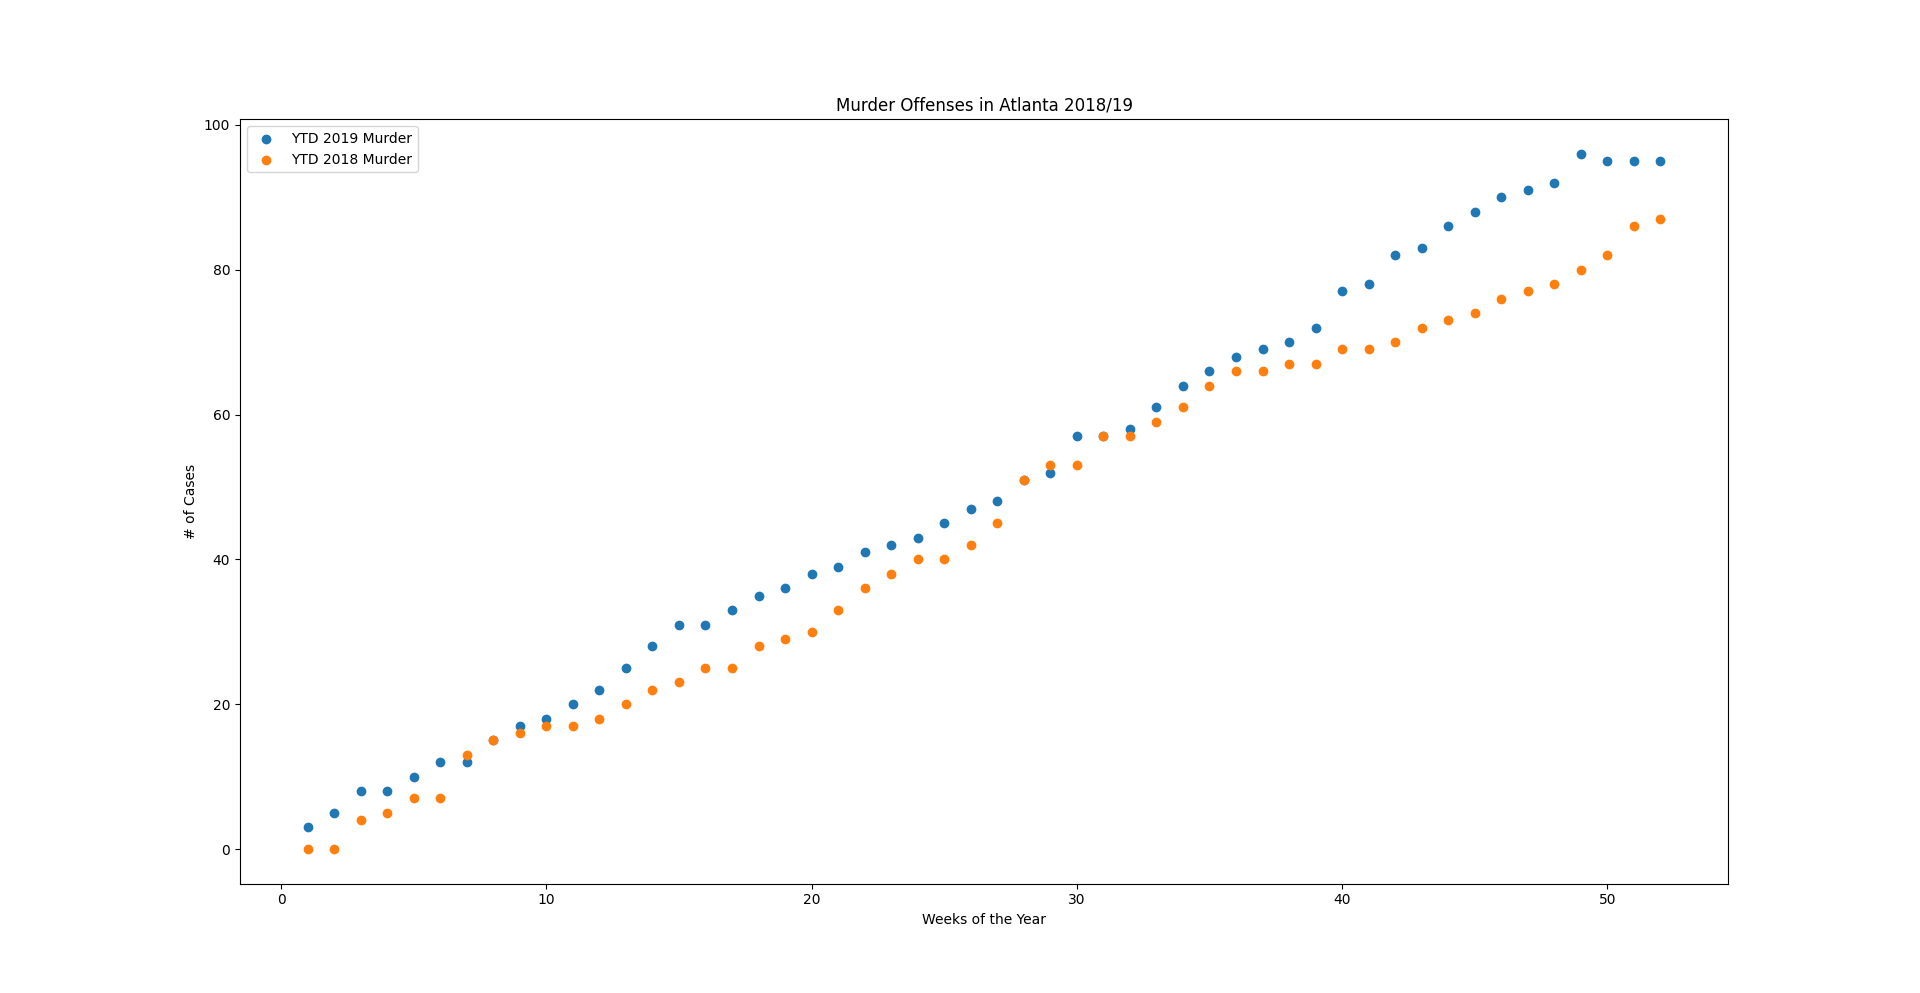 Murder Offenses in Atlanta 2018/19
100
80
60
40
20
0
# of Cases
YTD 2019 Murder
YTD 2018 Murder
0 10 20 30 40 50
Weeks of the Year